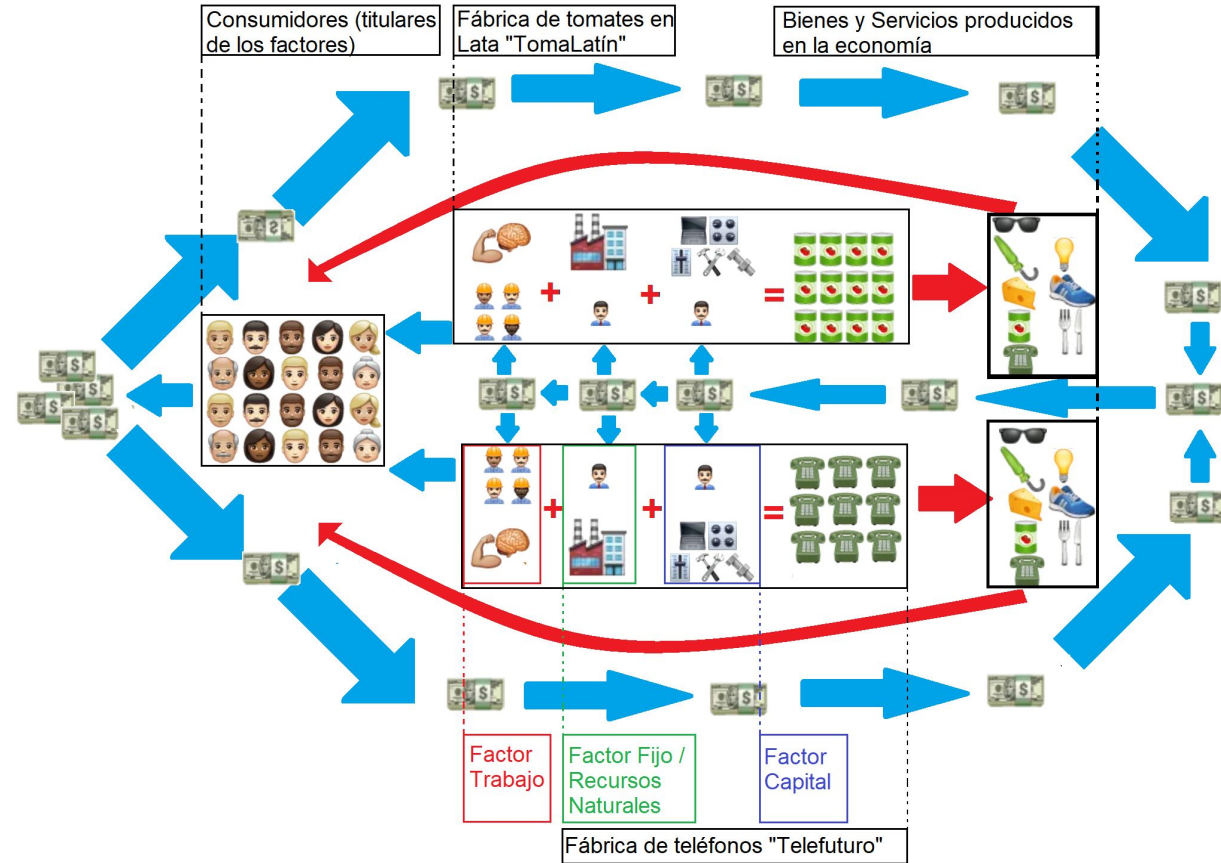 Consumidores (titulares
de los factores)
Fábrica de tomates en
Lata "TomaLatín"
Bienes y Servicios producidos
en la economía
Factor
Trabajo
Factor Fijo /
Recursos
Naturales
Factor
Capital
Fábrica de teléfonos "Telefuturo"